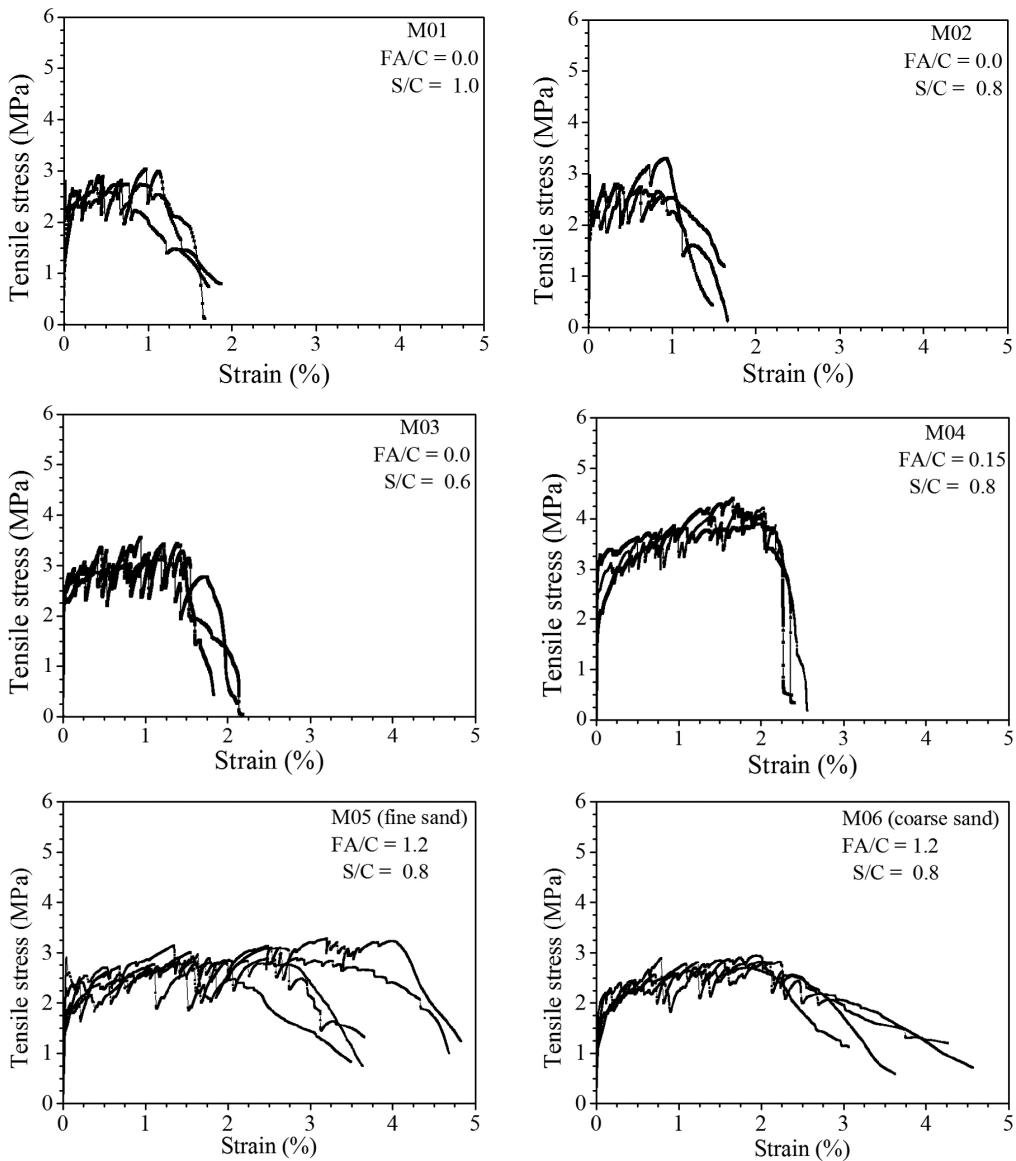 M01
FA/C = 0.0
S/C = 1.0
6
5
4
3
2
1
0
Tensile stress (MPa)
0 1 2 3 4 5
Strain (%)
M02
FA/C = 0.0
S/C = 0.8
6
5
4
3
2
1
0
Tensile stress (MPa)
0 1 2 3 4 5
Strain (%)
M03
FA/C = 0.0
S/C = 0.6
6
5
4
3
2
1
0
Tensile stress (MPa)
0 1 2 3 4 5
Strain (%)
M04
FA/C = 0.15
S/C = 0.8
6
5
4
3
2
1
0
Tensile stress (MPa)
0 1 2 3 4 5
Strain (%)
M05 (fine sand)
FA/C = 1.2
S/C = 0.8
6
5
4
3
2
1
0
Tensile stress (MPa)
0 1 2 3 4 5
Strain (%)
M06 (coarse sand)
FA/C = 1.2
S/C = 0.8
6
5
4
3
2
1
0
Tensile stress (MPa)
0 1 2 3 4 5
Strain (%)